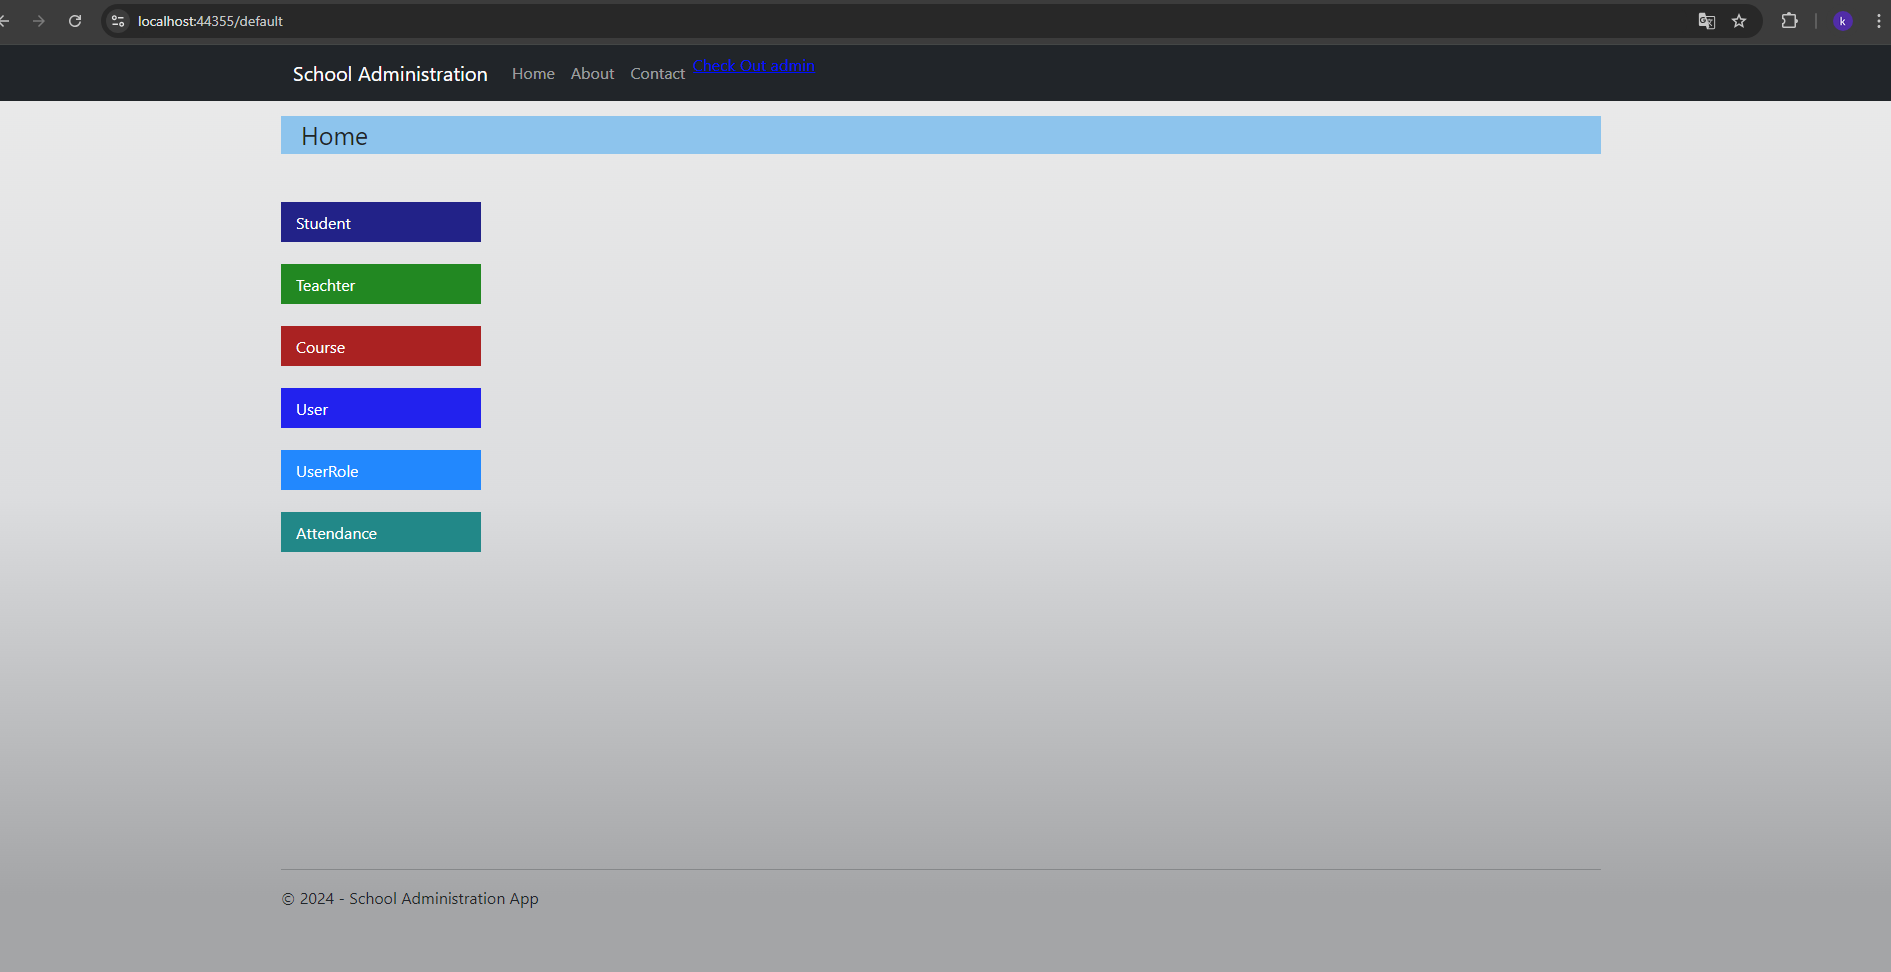 localhost:44355/default
k
School Administration Home About Contact Check Out admin
Home
Student
Teachter
Course
User
UserRole
Attendance
© 2024 - School Administration App